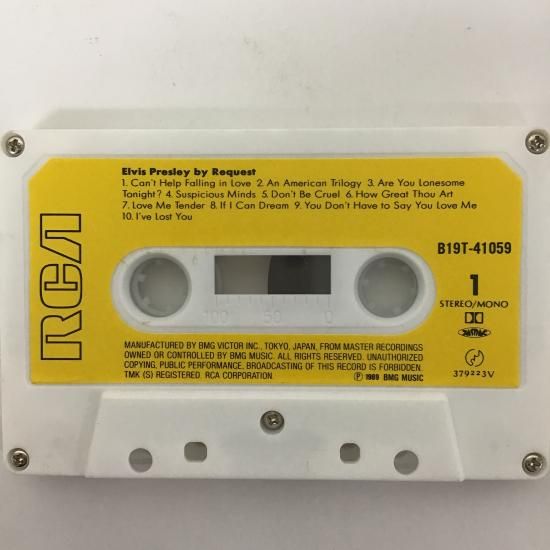 Elvis Presley by Request
1. Can't Help Falling in Love 2. An American Trilogy 3. Are You Lonesome
Tonight? 4. Suspicious Minds 5. Don't Be Cruel 6. How Great Thou Art
7. Love Me Tender 8. If I Can Dream 9. You Don't Have to Say You Love Me
10. I've Lost You
RCA
B19T-41059
1
STEREO/MONO
100 50 0
MANUFACTURED BY BMG VICTOR INC., TOKYO, JAPAN, FROM MASTER RECORDINGS
OWNED OR CONTROLLED BY BMG MUSIC. ALL RIGHTS RESERVED. UNAUTHORIZED
COPYING, PUBLIC PERFORMANCE, BROADCASTING OF THIS RECORD IS FORBIDDEN.
TMK (S) REGISTERED. RCA CORPORATION.
Ⓟ 1989 BMG MUSIC
379223V